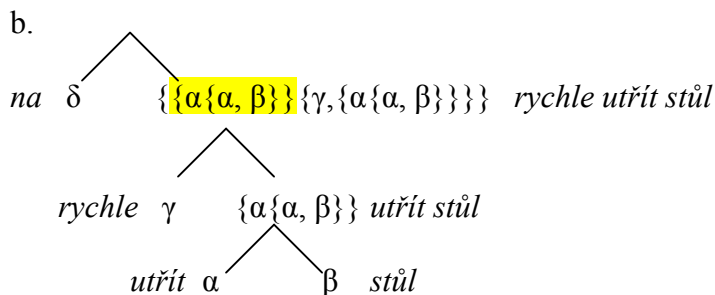 b.
na δ {{α{α, β}}{γ,{α{α, β}}}} rychle utřít stůl
rychle γ {α{α, β}} utřít stůl
utřít α β stůl